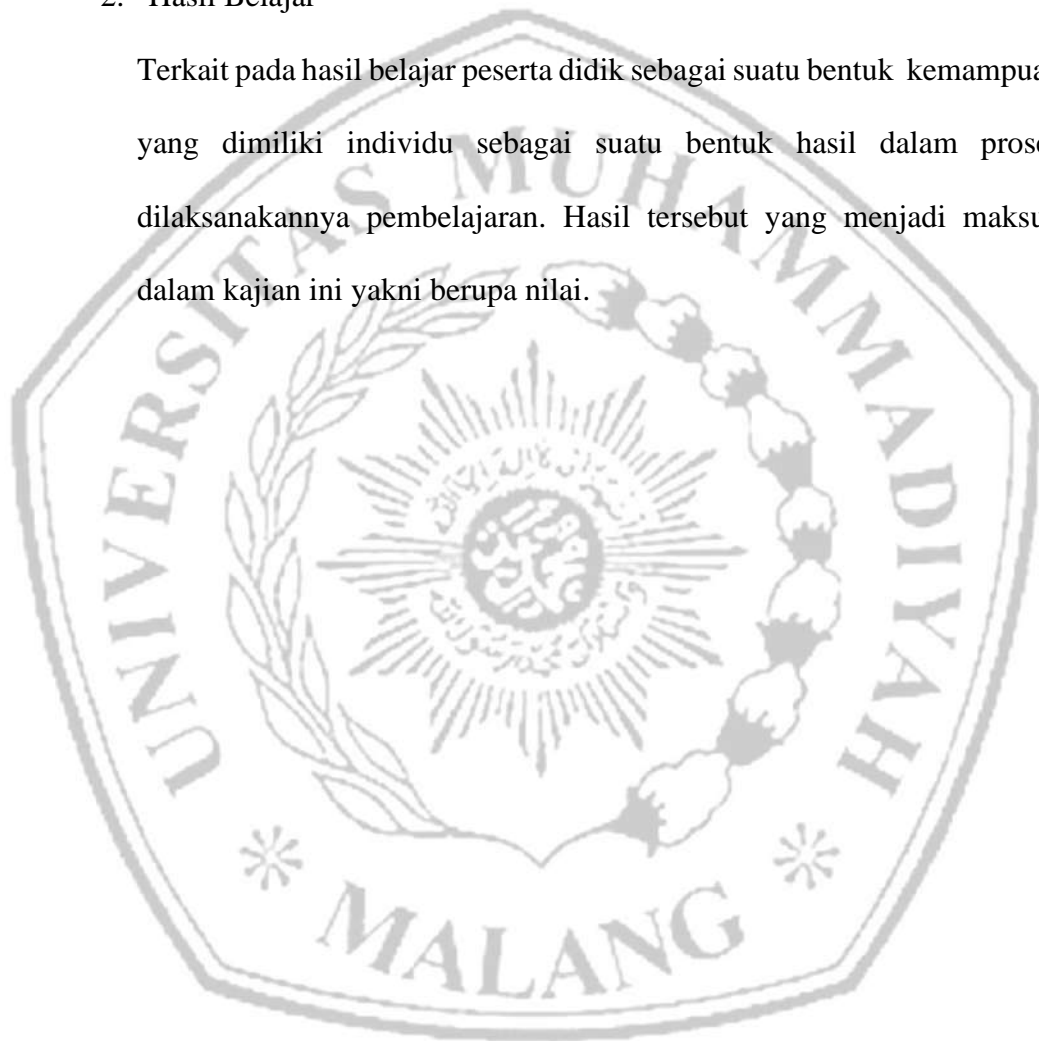 2. Hasil Belajar
Terkait pada hasil belajar peserta didik sebagai suatu bentuk kemampua
yang dimiliki individu sebagai suatu bentuk hasil dalam prose
dilaksanakannya pembelajaran. Hasil tersebut yang menjadi maksu
dalam kajian ini yakni berupa nilai.
UNIVERSITAS MUHAMMADIYAH
* MALANG *